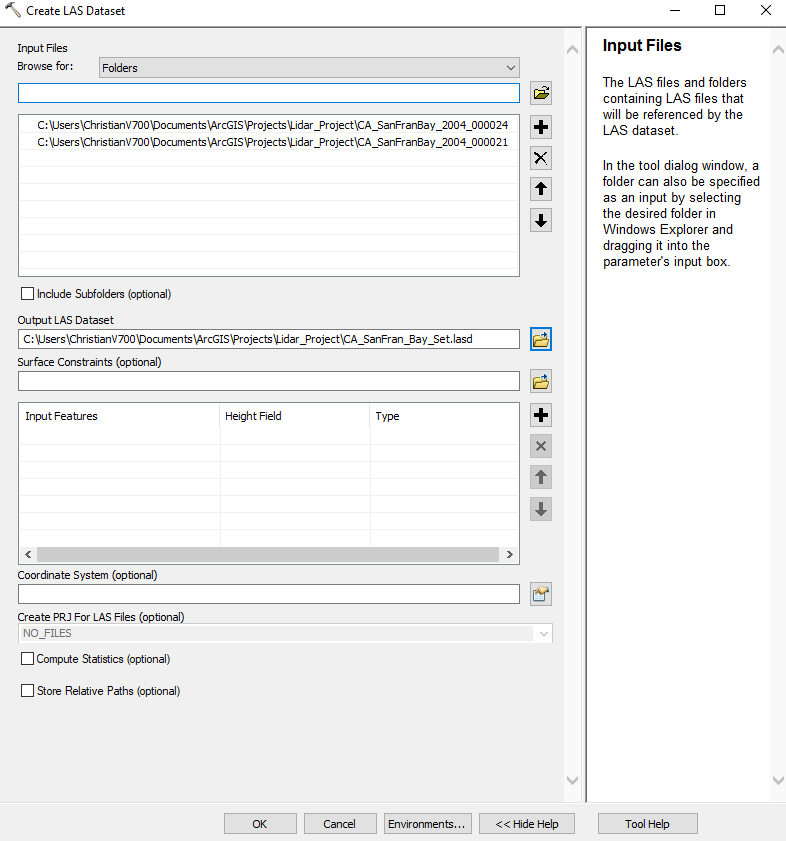 Create LAS Dataset
Input Files
Browse for:
Folders
C:\Users\ChristianV700\Documents\ArcGIS\Projects\Lidar_Project\CA_SanFranBay_2004_000024
C:\Users\ChristianV700\Documents\ArcGIS\Projects\Lidar_Project\CA_SanFranBay_2004_000021
Include Subfolders (optional)
Output LAS Dataset
C:\Users\ChristianV700\Documents\ArcGIS\Projects\Lidar_Project\CA_SanFran_Bay_Set.lasd
Surface Constraints (optional)
Input Features Height Field Type
Coordinate System (optional)
Create PRJ For LAS Files (optional)
NO_FILES
Compute Statistics (optional)
Store Relative Paths (optional)
OK Cancel Environments... << Hide Help Tool Help
Input Files
The LAS files and folders
containing LAS files that
will be referenced by the
LAS dataset.
In the tool dialog window, a
folder can also be specified
as an input by selecting
the desired folder in
Windows Explorer and
dragging it into the
parameter's input box.